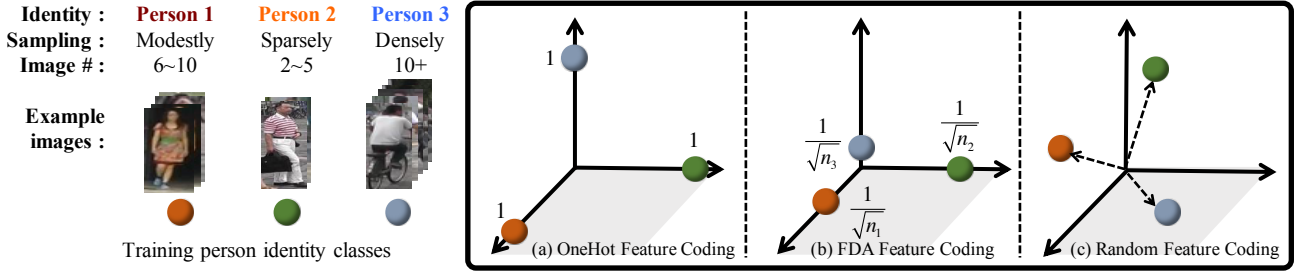 Identity : Person 1 Person 2 Person 3
Sampling : Modestly Sparsely Densely
Image # : 6~10 2~5 10+
Example
images :
Training person identity classes
1
1
1
(a) OneHot Feature Coding
1/√n₃
1/√n₂
1/√n₁
(b) FDA Feature Coding
(c) Random Feature Coding